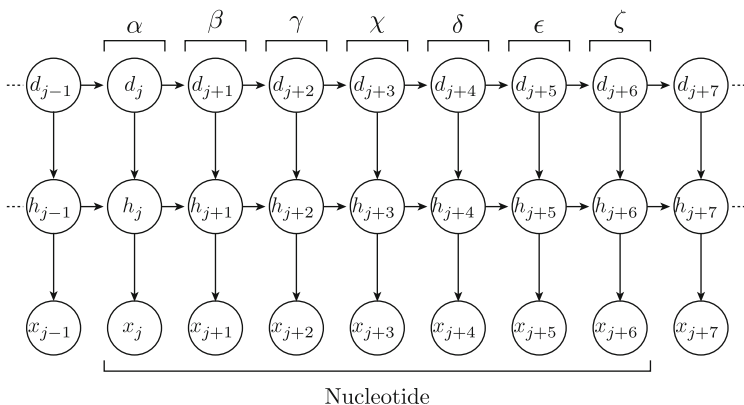 α β γ χ δ ϵ ζ
d_{j−1} d_j d_{j+1} d_{j+2} d_{j+3} d_{j+4} d_{j+5} d_{j+6} d_{j+7}
h_{j−1} h_j h_{j+1} h_{j+2} h_{j+3} h_{j+4} h_{j+5} h_{j+6} h_{j+7}
x_{j−1} x_j x_{j+1} x_{j+2} x_{j+3} x_{j+4} x_{j+5} x_{j+6} x_{j+7}
Nucleotide